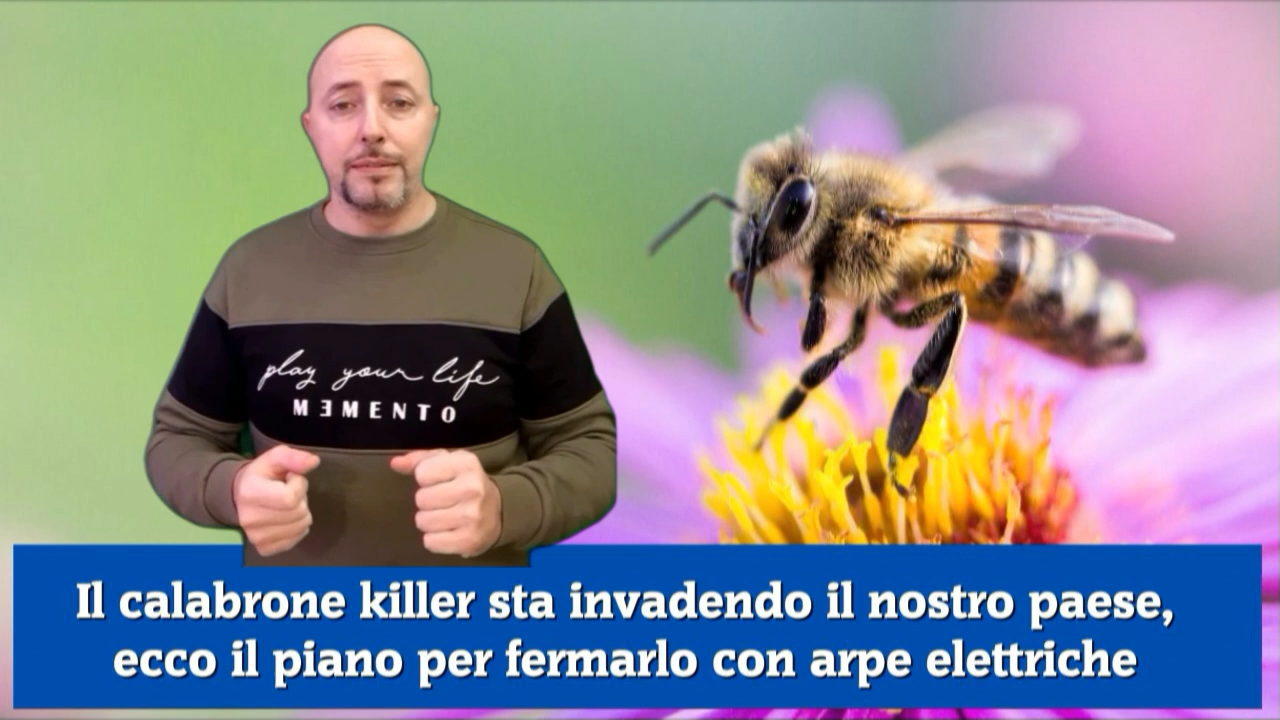 play your life
MƎMENTO
Il calabrone killer sta invadendo il nostro paese,
ecco il piano per fermarlo con arpe elettriche